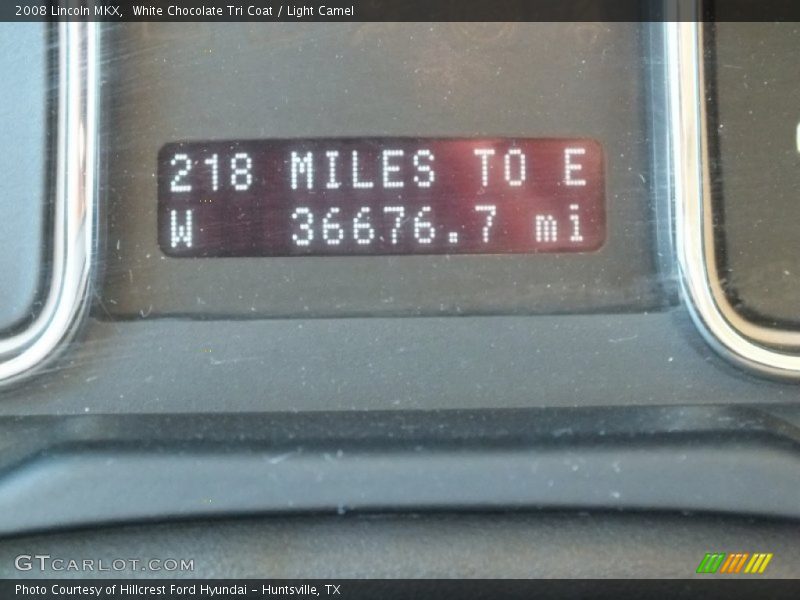 2008 Lincoln MKX, White Chocolate Tri Coat / Light Camel
218 MILES TO E
W 36676.7 mi
GTCARLOT.COM
Photo Courtesy of Hillcrest Ford Hyundai – Huntsville, TX